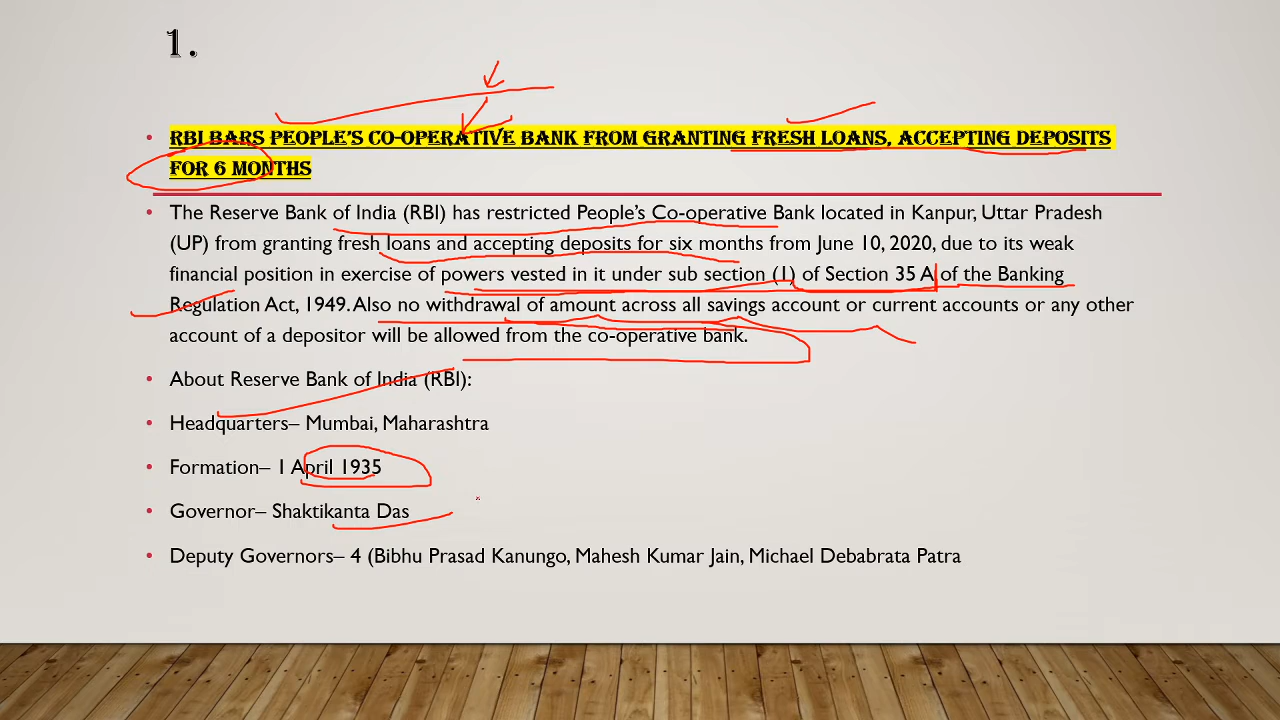 1.
• RBI BARS PEOPLE'S CO-OPERATIVE BANK FROM GRANTING FRESH LOANS, ACCEPTING DEPOSITS
FOR 6 MONTHS
• The Reserve Bank of India (RBI) has restricted People's Co-operative Bank located in Kanpur, Uttar Pradesh
(UP) from granting fresh loans and accepting deposits for six months from June 10, 2020, due to its weak
financial position in exercise of powers vested in it under sub section (1) of Section 35 A of the Banking
Regulation Act, 1949. Also no withdrawal of amount across all savings account or current accounts or any other
account of a depositor will be allowed from the co-operative bank.
• About Reserve Bank of India (RBI):
• Headquarters– Mumbai, Maharashtra
• Formation– 1 April 1935
• Governor– Shaktikanta Das
• Deputy Governors– 4 (Bibhu Prasad Kanungo, Mahesh Kumar Jain, Michael Debabrata Patra